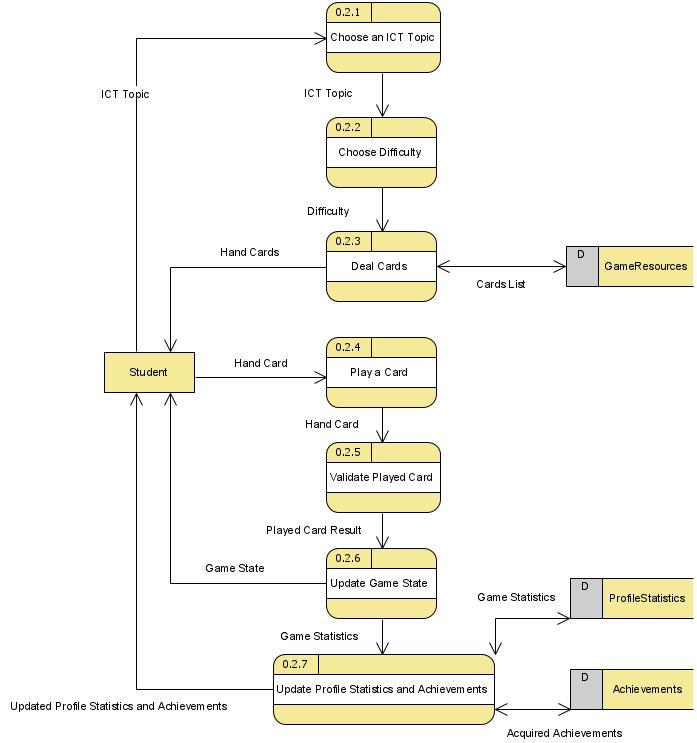 0.2.1
Choose an ICT Topic
ICT Topic
ICT Topic
0.2.2
Choose Difficulty
Difficulty
0.2.3
Deal Cards
Hand Cards
D
GameResources
Cards List
0.2.4
Play a Card
Hand Card
Student
Hand Card
0.2.5
Validate Played Card
Played Card Result
0.2.6
Update Game State
Game State
D
ProfileStatistics
Game Statistics
Game Statistics
0.2.7
Update Profile Statistics and Achievements
Updated Profile Statistics and Achievements
D
Achievements
Acquired Achievements